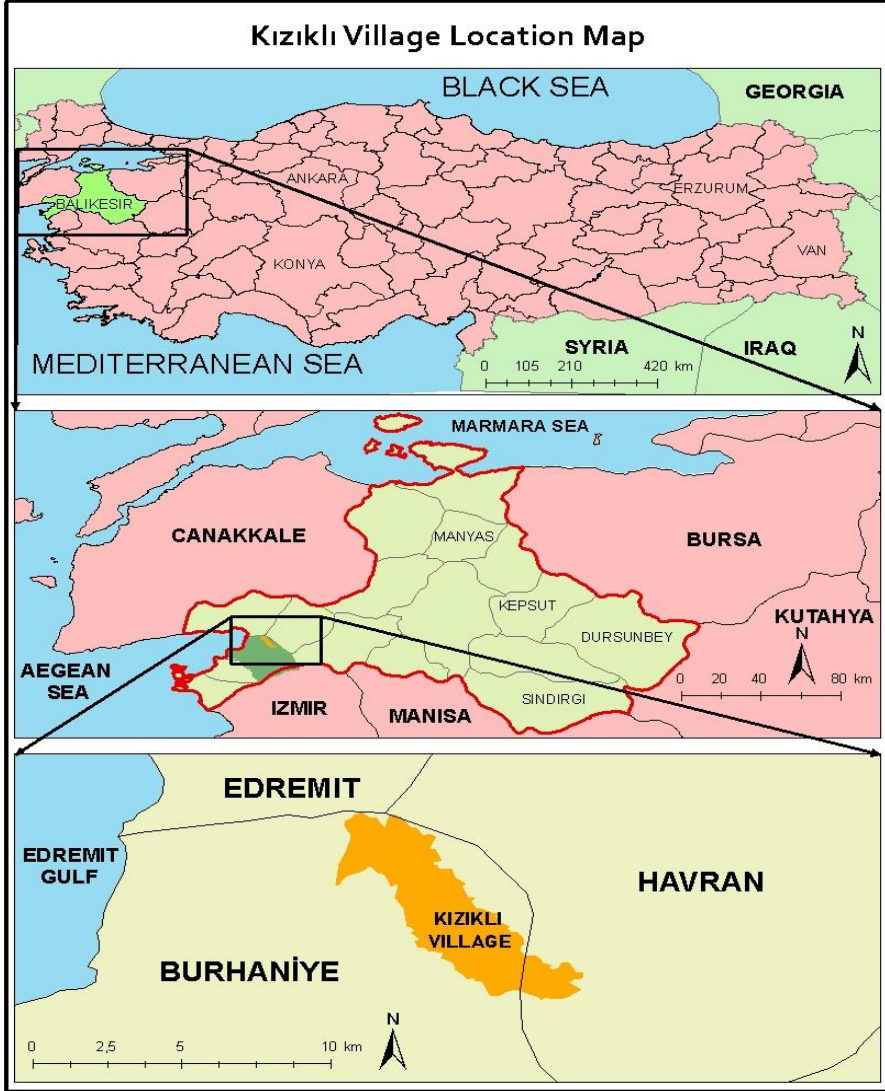 Kızıklı Village Location Map
BLACK SEA
GEORGIA
ANKARA
ERZURUM
BALIKESIR
KONYA
VAN
MEDITERRANEAN SEA
SYRIA
IRAQ
N
0 105 210 420 km
MARMARA SEA
CANAKKALE
MANYAS
BURSA
KEPSUT
DURSUNBEY
KUTAHYA
N
AEGEAN
SEA
IZMIR
MANISA
SINDIRGI
0 20 40 80 km
EDREMIT
EDREMIT
GULF
HAVRAN
KIZIKLI
VILLAGE
BURHANİYE
N
0 2,5 5 10 km